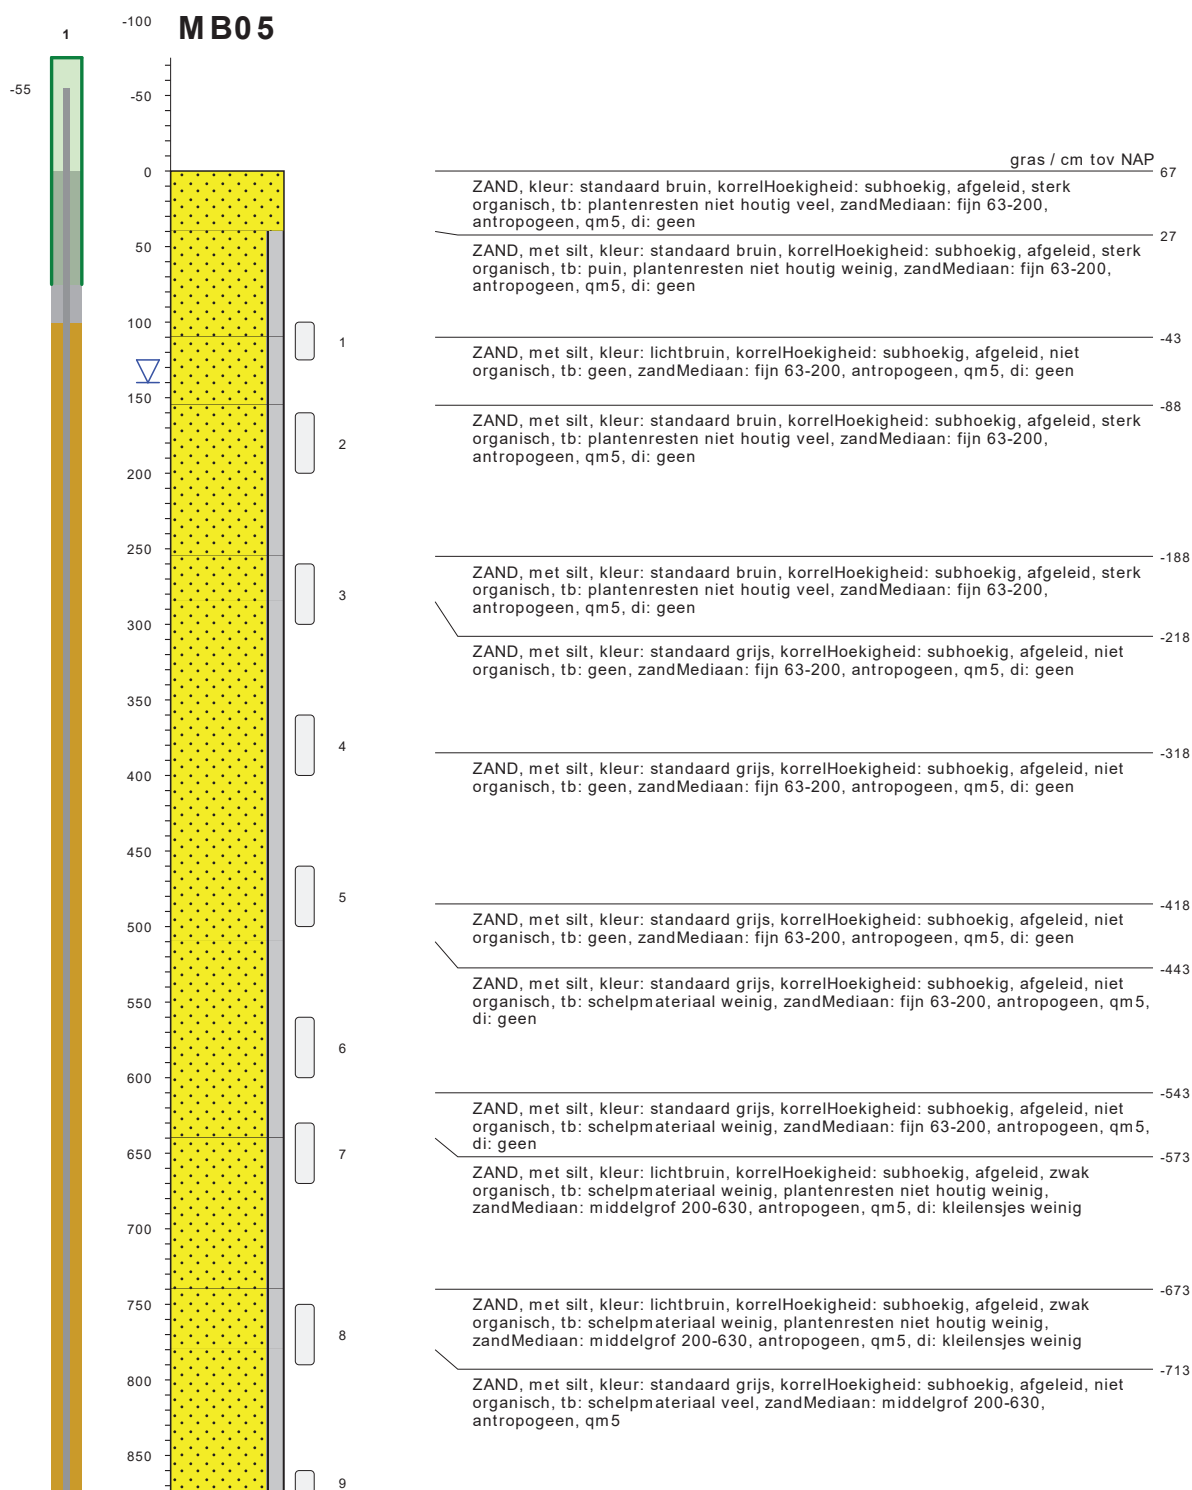 MB05
1
-55
-100
-50
0
50
100
150
200
250
300
350
400
450
500
550
600
650
700
750
800
850
1
2
3
4
5
6
7
8
9
gras / cm tov NAP
67
ZAND, kleur: standaard bruin, korrelHoekigheid: subhoekig, afgeleid, sterk
organisch, tb: plantenresten niet houtig veel, zandMediaan: fijn 63-200,
antropogeen, qm5, di: geen
27
ZAND, met silt, kleur: standaard bruin, korrelHoekigheid: subhoekig, afgeleid, sterk
organisch, tb: puin, plantenresten niet houtig weinig, zandMediaan: fijn 63-200,
antropogeen, qm5, di: geen
-43
ZAND, met silt, kleur: lichtbruin, korrelHoekigheid: subhoekig, afgeleid, niet
organisch, tb: geen, zandMediaan: fijn 63-200, antropogeen, qm5, di: geen
-88
ZAND, met silt, kleur: standaard bruin, korrelHoekigheid: subhoekig, afgeleid, sterk
organisch, tb: plantenresten niet houtig veel, zandMediaan: fijn 63-200,
antropogeen, qm5, di: geen
-188
ZAND, met silt, kleur: standaard bruin, korrelHoekigheid: subhoekig, afgeleid, sterk
organisch, tb: plantenresten niet houtig veel, zandMediaan: fijn 63-200,
antropogeen, qm5, di: geen
-218
ZAND, met silt, kleur: standaard grijs, korrelHoekigheid: subhoekig, afgeleid, niet
organisch, tb: geen, zandMediaan: fijn 63-200, antropogeen, qm5, di: geen
-318
ZAND, met silt, kleur: standaard grijs, korrelHoekigheid: subhoekig, afgeleid, niet
organisch, tb: geen, zandMediaan: fijn 63-200, antropogeen, qm5, di: geen
-418
ZAND, met silt, kleur: standaard grijs, korrelHoekigheid: subhoekig, afgeleid, niet
organisch, tb: geen, zandMediaan: fijn 63-200, antropogeen, qm5, di: geen
-443
ZAND, met silt, kleur: standaard grijs, korrelHoekigheid: subhoekig, afgeleid, niet
organisch, tb: schelpmateriaal weinig, zandMediaan: fijn 63-200, antropogeen, qm5,
di: geen
-543
ZAND, met silt, kleur: standaard grijs, korrelHoekigheid: subhoekig, afgeleid, niet
organisch, tb: schelpmateriaal weinig, zandMediaan: fijn 63-200, antropogeen, qm5,
di: geen
-573
ZAND, met silt, kleur: lichtbruin, korrelHoekigheid: subhoekig, afgeleid, zwak
organisch, tb: schelpmateriaal weinig, plantenresten niet houtig weinig,
zandMediaan: middelgrof 200-630, antropogeen, qm5, di: kleilensjes weinig
-673
ZAND, met silt, kleur: lichtbruin, korrelHoekigheid: subhoekig, afgeleid, zwak
organisch, tb: schelpmateriaal weinig, plantenresten niet houtig weinig,
zandMediaan: middelgrof 200-630, antropogeen, qm5, di: kleilensjes weinig
-713
ZAND, met silt, kleur: standaard grijs, korrelHoekigheid: subhoekig, afgeleid, niet
organisch, tb: schelpmateriaal veel, zandMediaan: middelgrof 200-630,
antropogeen, qm5